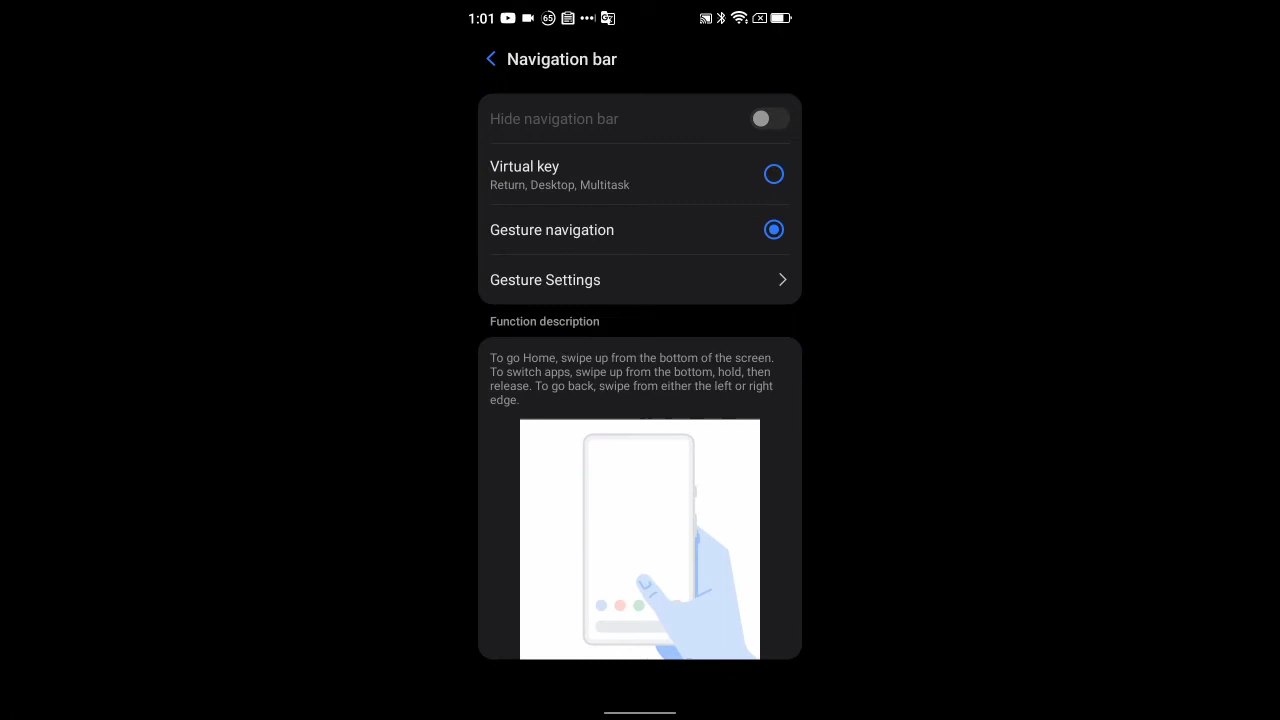 1:01 65
Navigation bar
Hide navigation bar
Virtual key
Return, Desktop, Multitask
Gesture navigation
Gesture Settings
Function description
To go Home, swipe up from the bottom of the screen.
To switch apps, swipe up from the bottom, hold, then
release. To go back, swipe from either the left or right
edge.